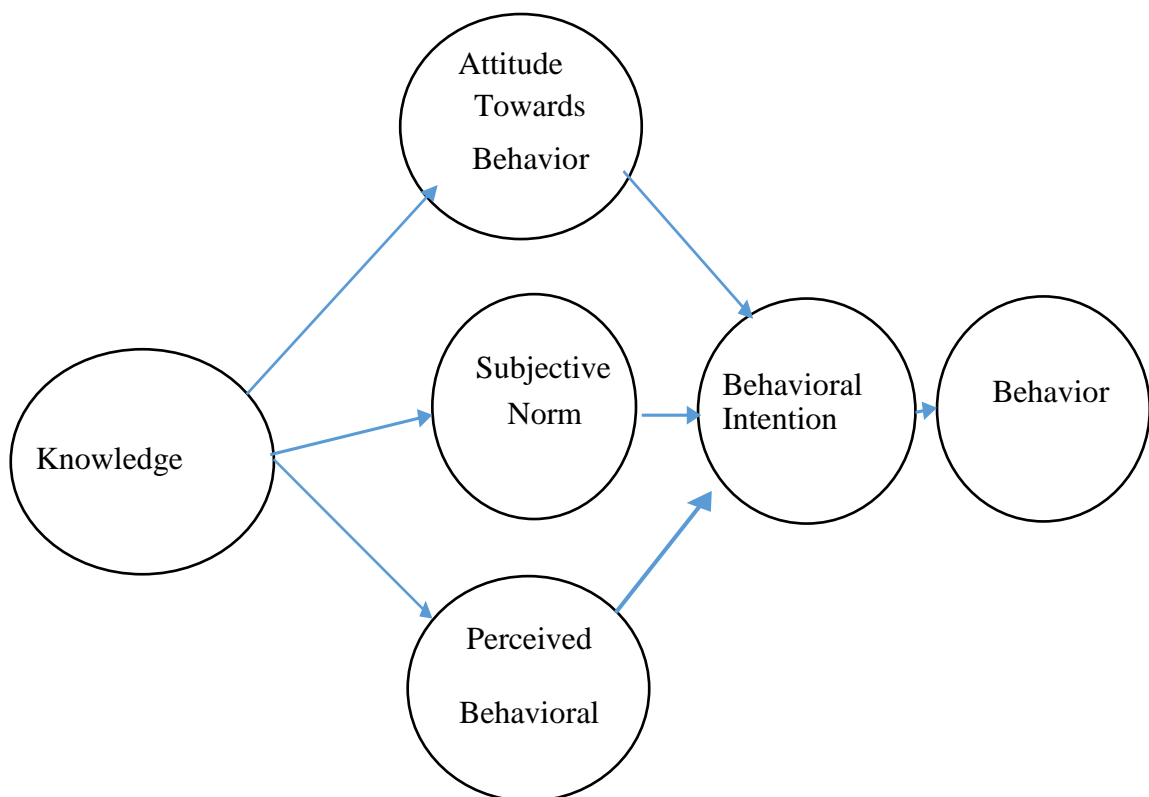 Attitude
Towards
Behavior
Subjective
Norm
Behavioral
Intention
Behavior
Knowledge
Perceived
Behavioral